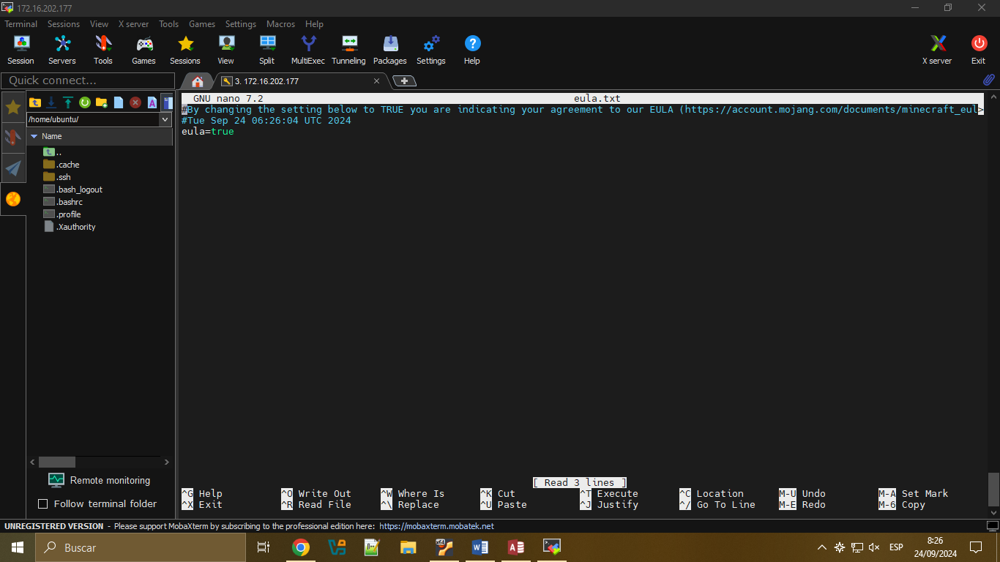 172.16.202.177
Terminal Sessions View X server Tools Games Settings Macros Help
Session Servers Tools Games Sessions View Split MultiExec Tunneling Packages Settings Help X server Exit
Quick connect...
3. 172.16.202.177
/home/ubuntu/
Name
..
.cache
.ssh
.bash_logout
.bashrc
.profile
.Xauthority
Remote monitoring
Follow terminal folder
GNU nano 7.2 eula.txt
#By changing the setting below to TRUE you are indicating your agreement to our EULA (https://account.mojang.com/documents/minecraft_eul>
#Tue Sep 24 06:26:04 UTC 2024
eula=true
[ Read 3 lines ]
^G Help ^O Write Out ^W Where Is ^K Cut ^T Execute ^C Location M-U Undo M-A Set Mark
^X Exit ^R Read File ^\ Replace ^U Paste ^J Justify ^/ Go To Line M-E Redo M-6 Copy
UNREGISTERED VERSION - Please support MobaXterm by subscribing to the professional edition here: https://mobaxterm.mobatek.net
Buscar
ESP
8:26
24/09/2024